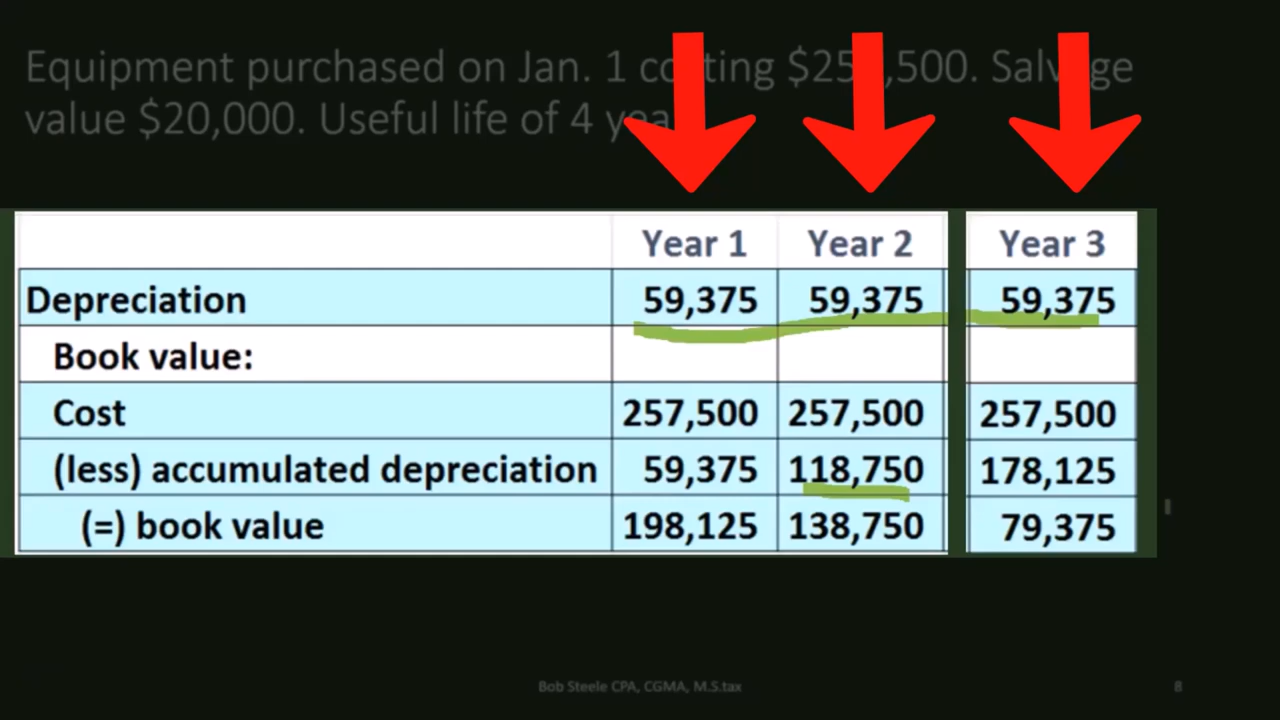 Equipment purchased on Jan. 1 costing $25 ,500. Salvage
value $20,000. Useful life of 4
Year 1 Year 2 Year 3
Depreciation 59,375 59,375 59,375
Book value:
Cost 257,500 257,500 257,500
(less) accumulated depreciation 59,375 118,750 178,125
(=) book value 198,125 138,750 79,375
Bob Steele CPA, CGMA, M.S.tax 8